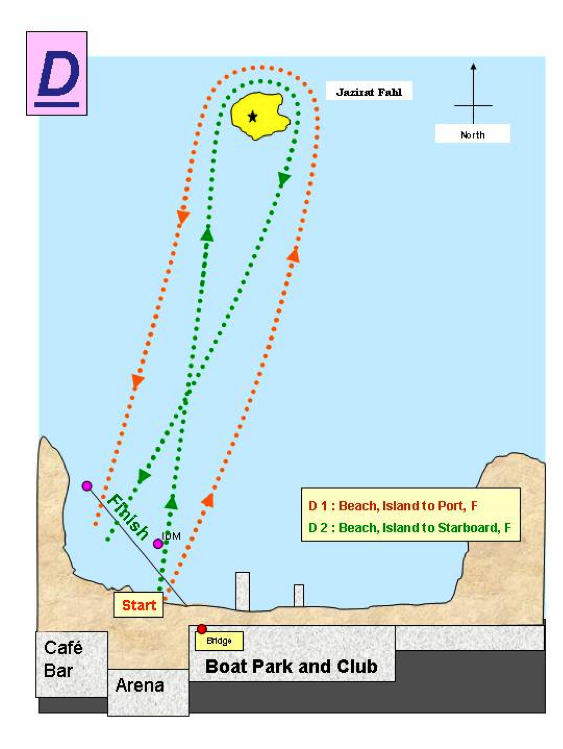 D
Jazirat Fahl
North
D 1 : Beach, Island to Port, F
D 2 : Beach, Island to Starboard, F
Finish
IDM
Start
Bridge
Café
Bar
Arena
Boat Park and Club